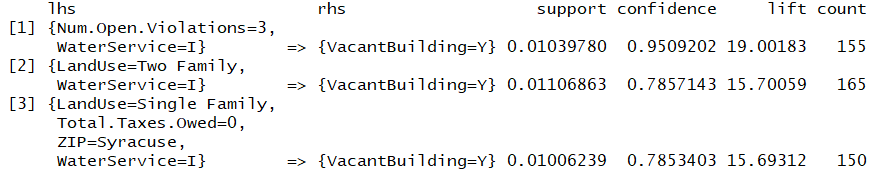 lhs                           rhs                     support confidence     lift count
[1] {Num.Open.Violations=3,
     WaterService=I}           => {VacantBuilding=Y} 0.01039780  0.9509202 19.00183   155
[2] {LandUse=Two Family,
     WaterService=I}           => {VacantBuilding=Y} 0.01106863  0.7857143 15.70059   165
[3] {LandUse=Single Family,
     Total.Taxes.Owed=0,
     ZIP=Syracuse,
     WaterService=I}           => {VacantBuilding=Y} 0.01006239  0.7853403 15.69312   150